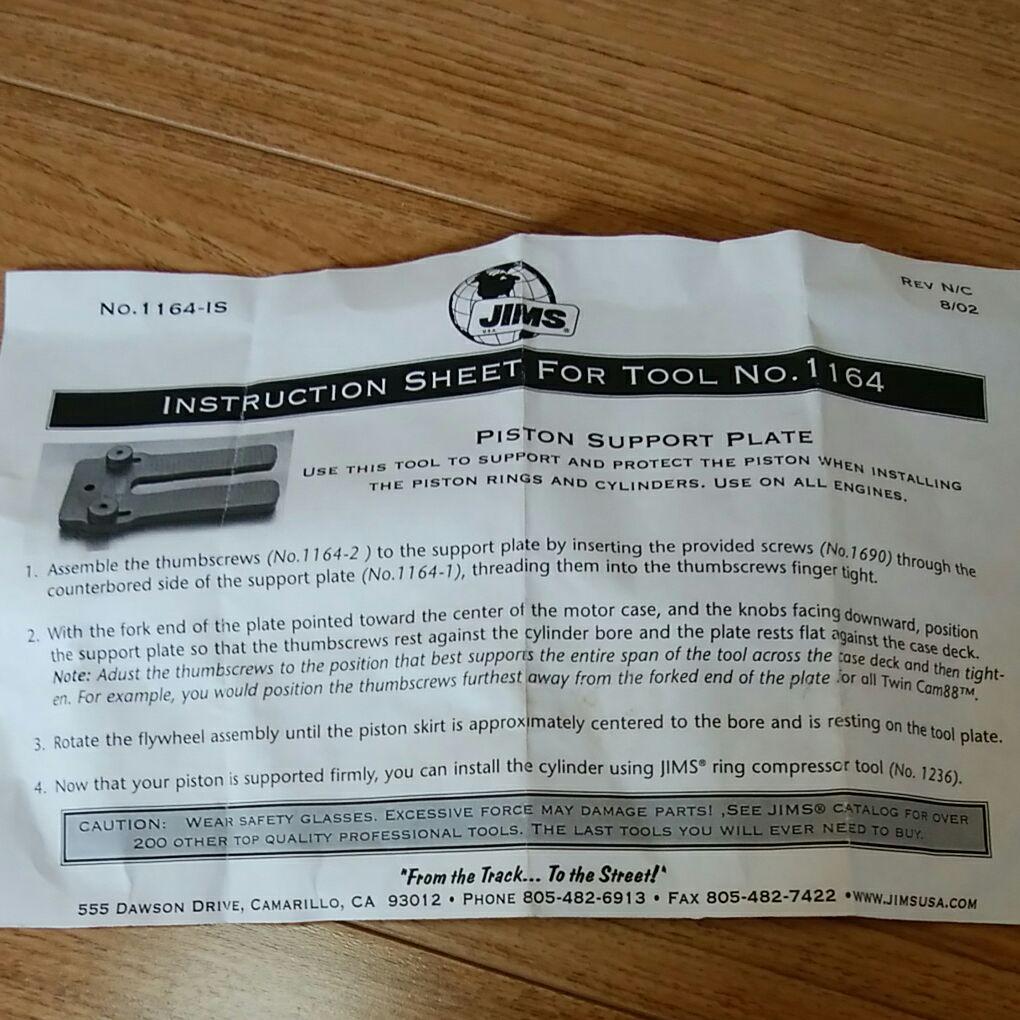 No.1164-IS
JIMS®
USA
REV N/C
8/02
INSTRUCTION SHEET FOR TOOL No.1164
PISTON SUPPORT PLATE
USE THIS TOOL TO SUPPORT AND PROTECT THE PISTON WHEN INSTALLING
THE PISTON RINGS AND CYLINDERS. USE ON ALL ENGINES.
1. Assemble the thumbscrews (No.1164-2 ) to the support plate by inserting the provided screws (No.1690) through the
counterbored side of the support plate (No.1164-1), threading them into the thumbscrews finger tight.
2. With the fork end of the plate pointed toward the center of the motor case, and the knobs facing downward, position
the support plate so that the thumbscrews rest against the cylinder bore and the plate rests flat against the case deck.
Note: Adust the thumbscrews to the position that best supports the entire span of the tool across the case deck and then tight-
en. For example, you would position the thumbscrews furthest away from the forked end of the plate for all Twin Cam88™.
3. Rotate the flywheel assembly until the piston skirt is approximately centered to the bore and is resting on the tool plate.
4. Now that your piston is supported firmly, you can install the cylinder using JIMS® ring compressor tool (No. 1236).
CAUTION: WEAR SAFETY GLASSES. EXCESSIVE FORCE MAY DAMAGE PARTS! ,SEE JIMS® CATALOG FOR OVER
200 OTHER TOP QUALITY PROFESSIONAL TOOLS. THE LAST TOOLS YOU WILL EVER NEED TO BUY.
"From the Track... To the Street!"
555 DAWSON DRIVE, CAMARILLO, CA 93012 • PHONE 805-482-6913 • FAX 805-482-7422 •WWW.JIMSUSA.COM